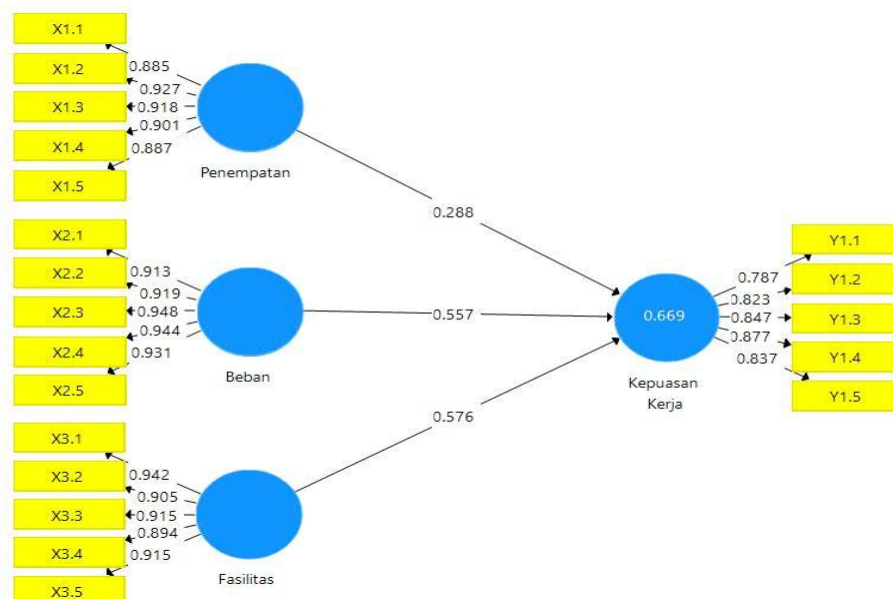 X1.1
X1.2
X1.3
X1.4
X1.5
0.885
0.927
0.918
0.901
0.887
Penempatan
0.288
X2.1
X2.2
X2.3
X2.4
X2.5
0.913
0.919
0.948
0.944
0.931
Beban
0.557
X3.1
X3.2
X3.3
X3.4
X3.5
0.942
0.905
0.915
0.894
0.915
Fasilitas
0.576
0.669
Kepuasan
Kerja
0.787
0.823
0.847
0.877
0.837
Y1.1
Y1.2
Y1.3
Y1.4
Y1.5